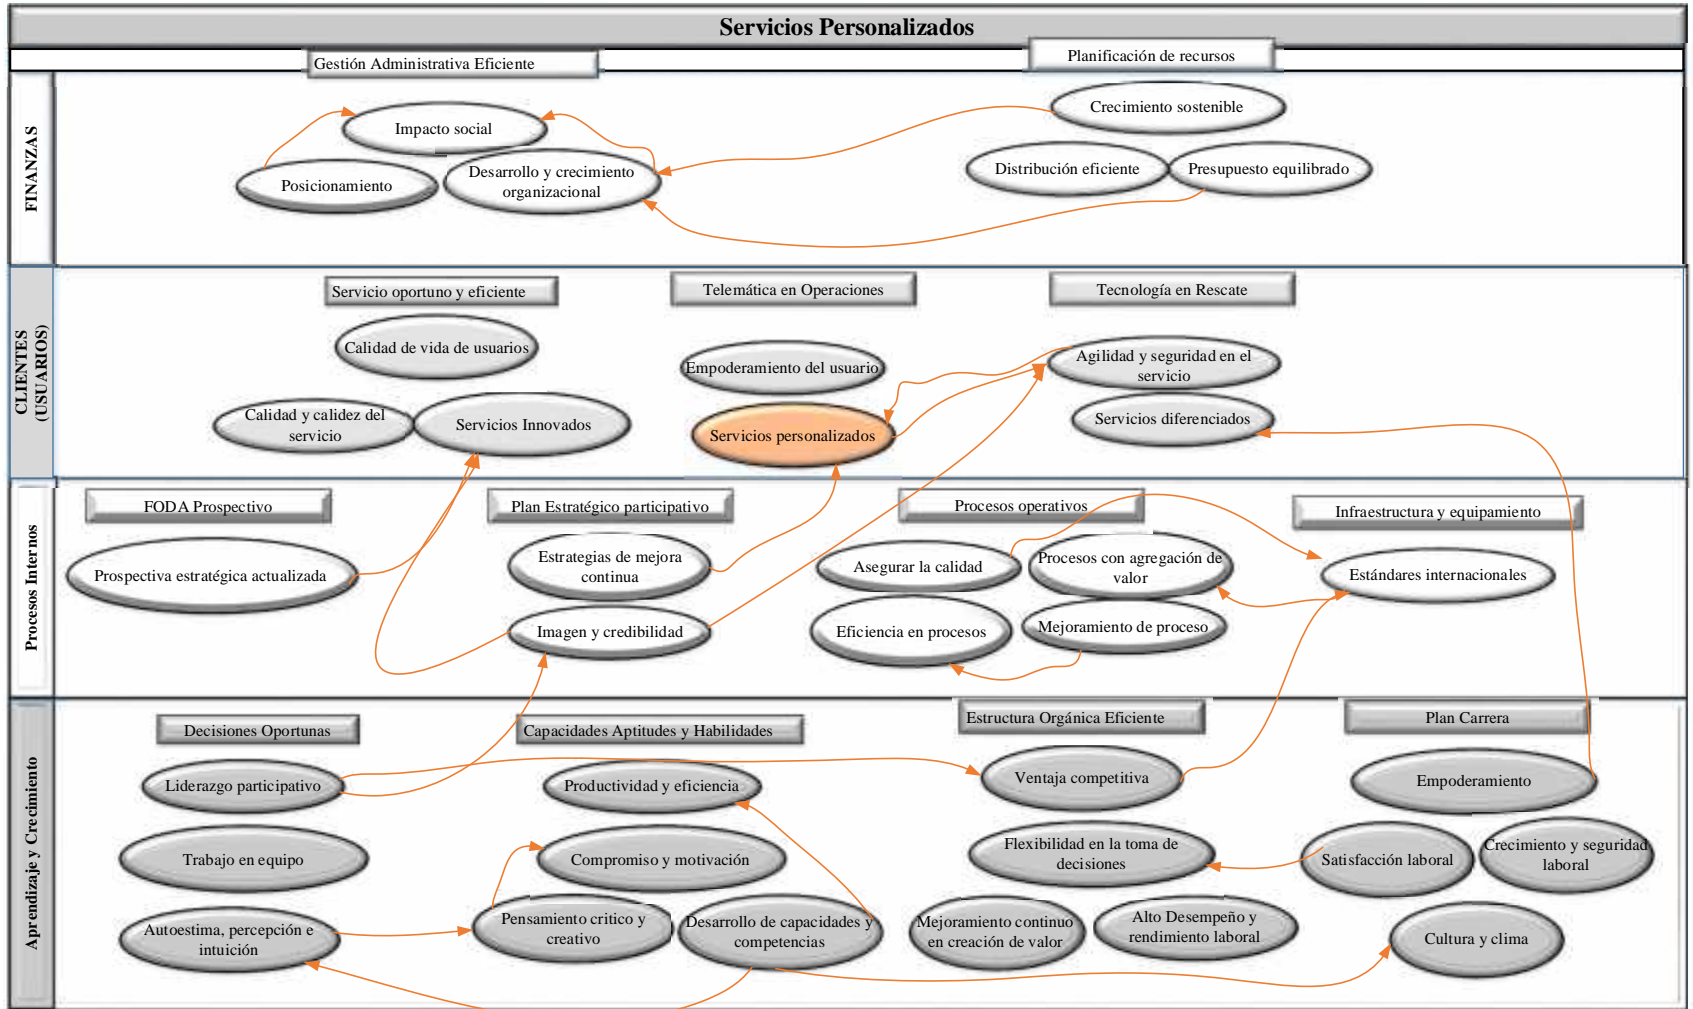 Servicios Personalizados
Gestión Administrativa Eficiente
Planificación de recursos
FINANZAS
Impacto social
Crecimiento sostenible
Posicionamiento
Desarrollo y crecimiento
organizacional
Distribución eficiente
Presupuesto equilibrado
CLIENTES
(USUARIOS)
Servicio oportuno y eficiente
Telemática en Operaciones
Tecnología en Rescate
Calidad de vida de usuarios
Empoderamiento del usuario
Agilidad y seguridad en el
servicio
Calidad y calidez del
servicio
Servicios Innovados
Servicios personalizados
Servicios diferenciados
Procesos Internos
FODA Prospectivo
Plan Estratégico participativo
Procesos operativos
Infraestructura y equipamiento
Prospectiva estratégica actualizada
Estrategias de mejora
continua
Asegurar la calidad
Procesos con agregación de
valor
Estándares internacionales
Imagen y credibilidad
Eficiencia en procesos
Mejoramiento de proceso
Aprendizaje y Crecimiento
Decisiones Oportunas
Capacidades Aptitudes y Habilidades
Estructura Orgánica Eficiente
Plan Carrera
Liderazgo participativo
Productividad y eficiencia
Ventaja competitiva
Empoderamiento
Trabajo en equipo
Compromiso y motivación
Flexibilidad en la toma de
decisiones
Satisfacción laboral
Crecimiento y seguridad
laboral
Autoestima, percepción e
intuición
Pensamiento critico y
creativo
Desarrollo de capacidades y
competencias
Mejoramiento continuo
en creación de valor
Alto Desempeño y
rendimiento laboral
Cultura y clima